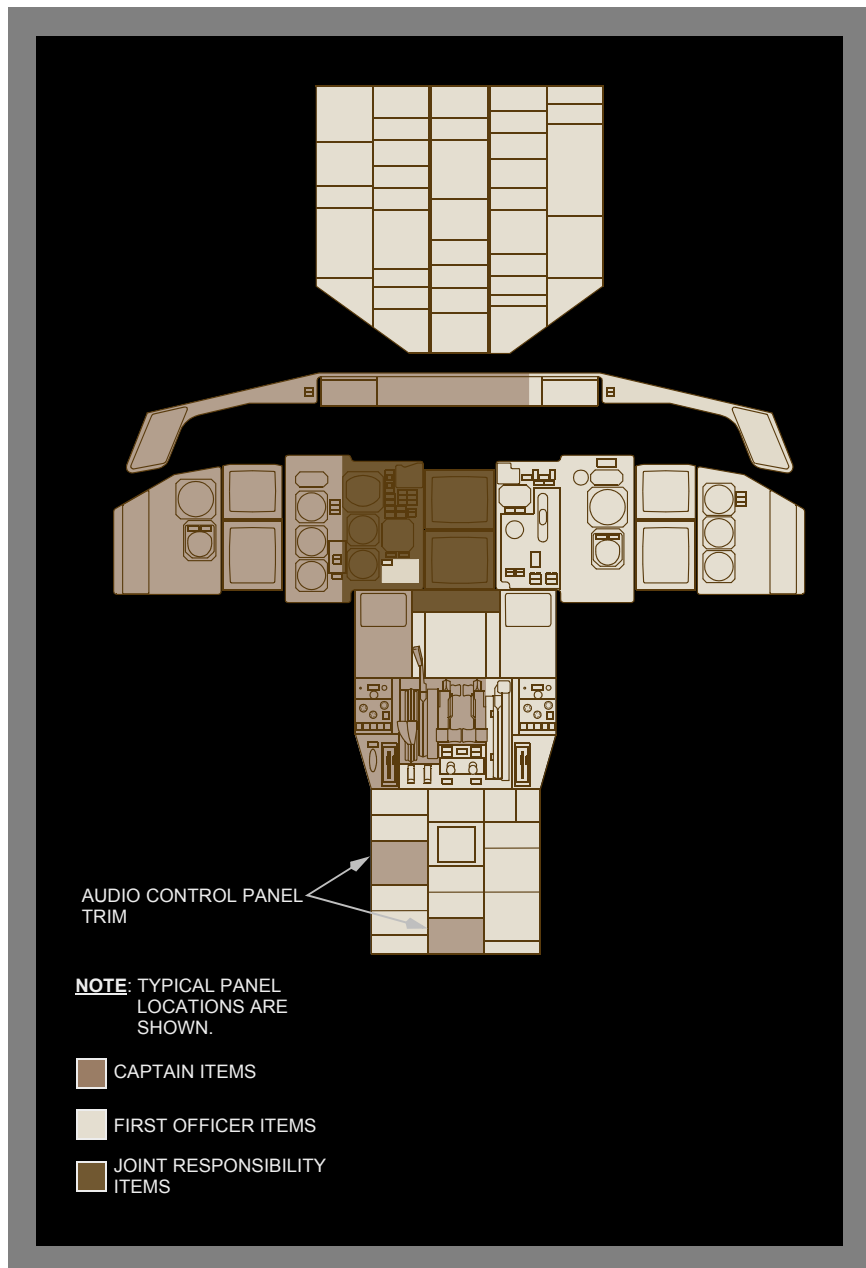 AUDIO CONTROL PANEL
TRIM
NOTE: TYPICAL PANEL
LOCATIONS ARE
SHOWN.
CAPTAIN ITEMS
FIRST OFFICER ITEMS
JOINT RESPONSIBILITY
ITEMS